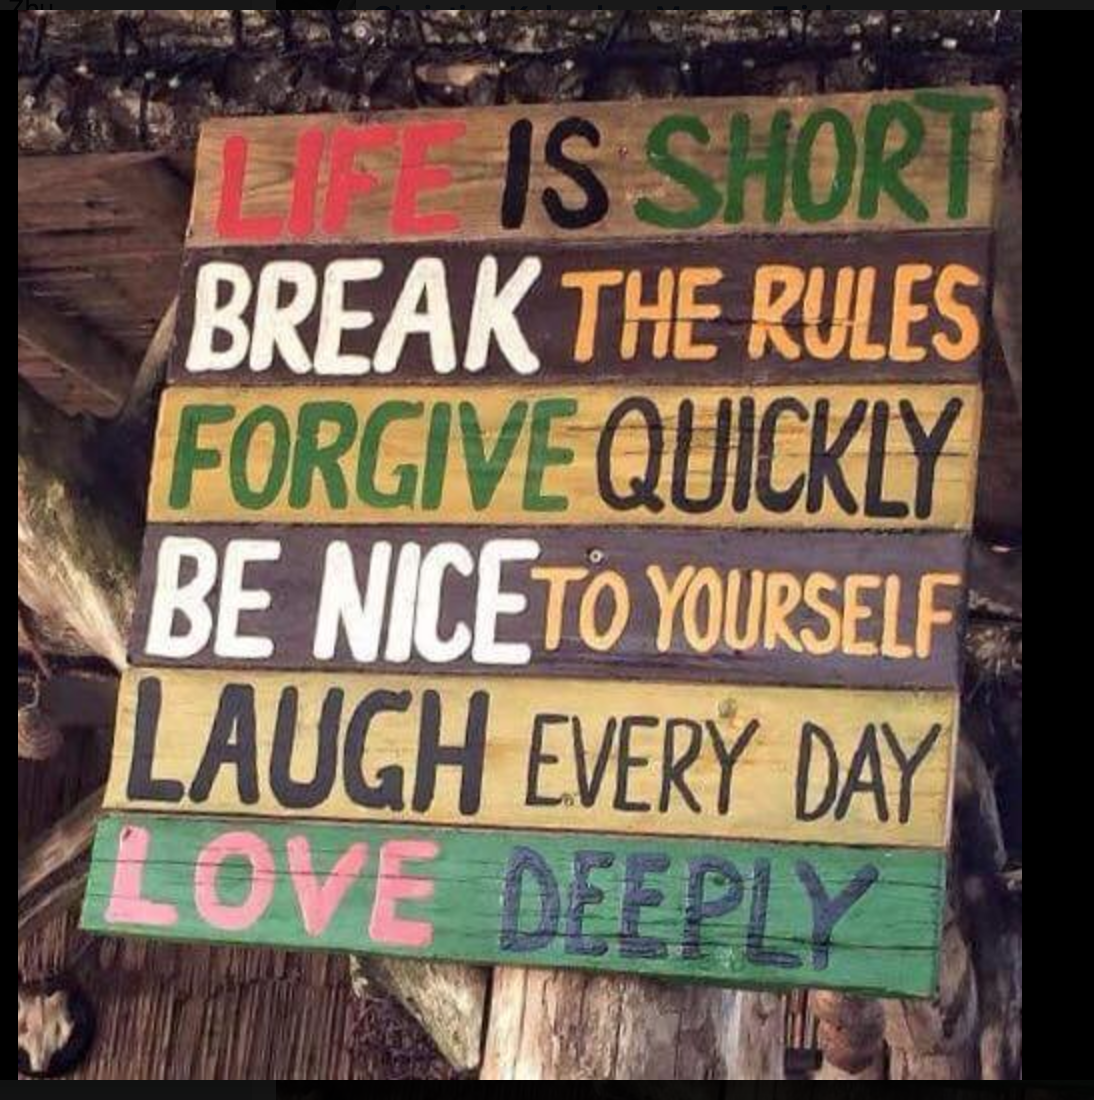 LIFE IS SHORT
BREAK THE RULES
FORGIVE QUICKLY
BE NICE TO YOURSELF
LAUGH EVERY DAY
LOVE DEEPLY